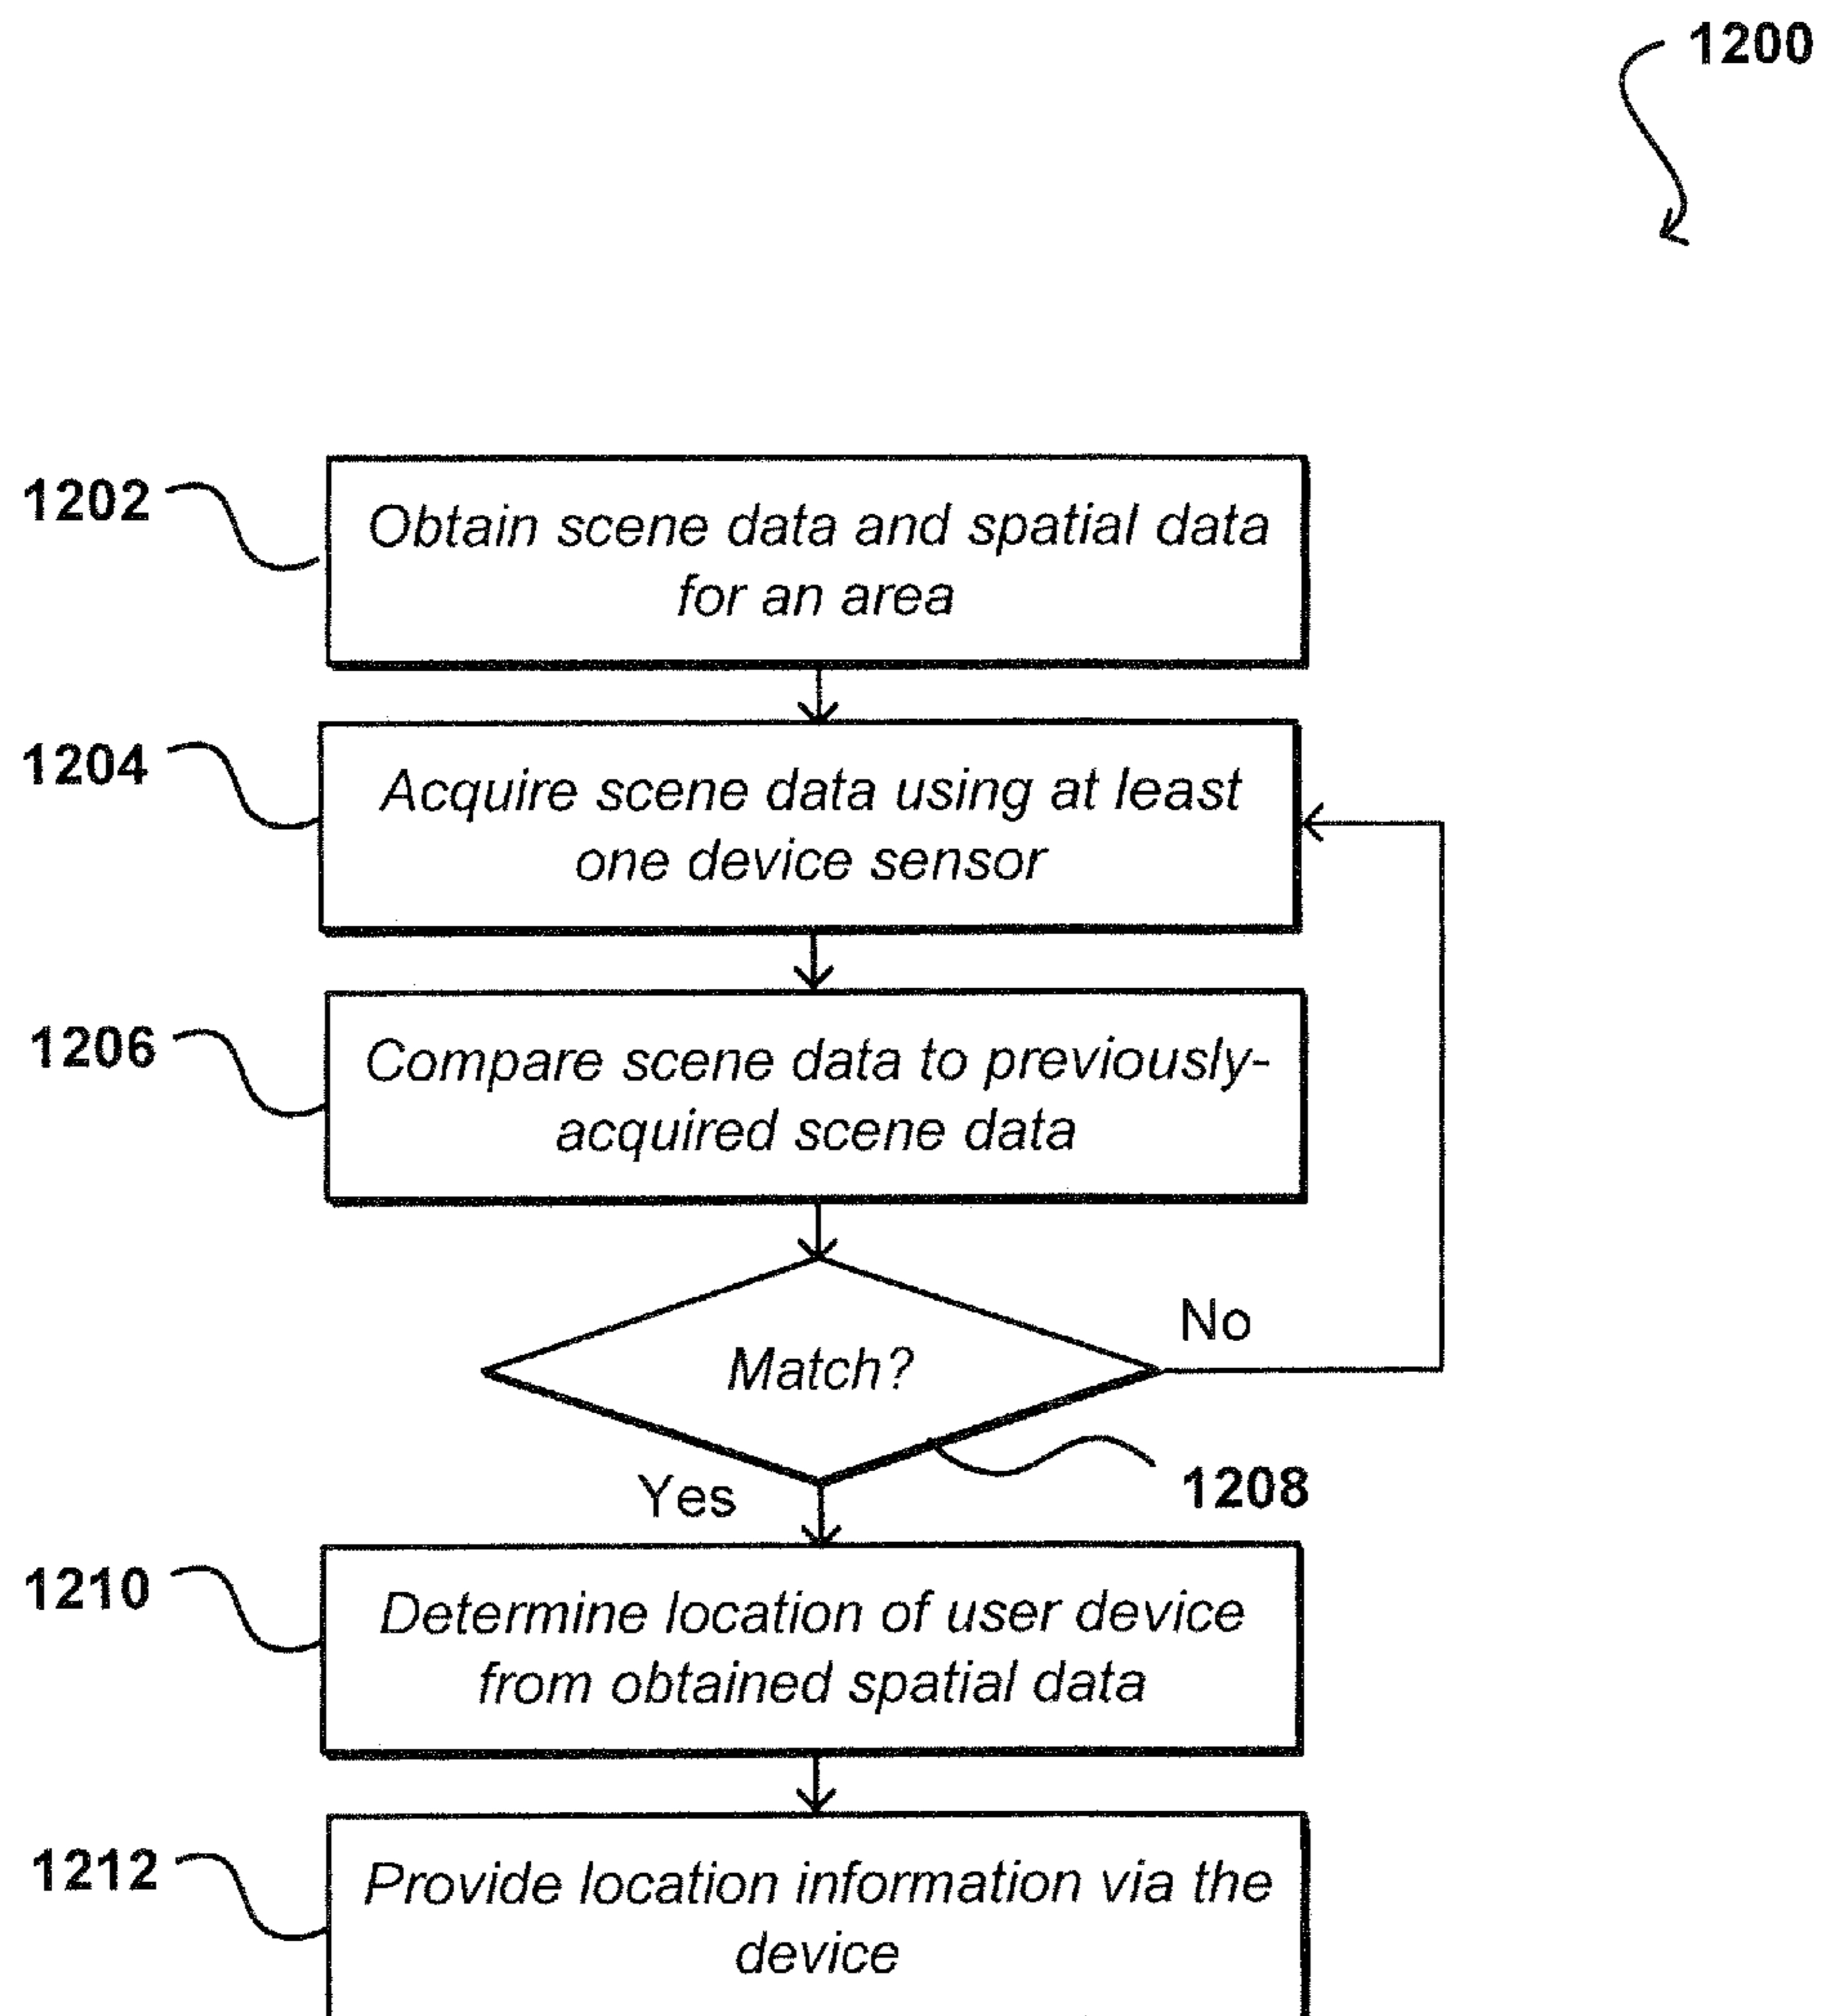 1200
1202
Obtain scene data and spatial data
for an area
1204
Acquire scene data using at least
one device sensor
1206
Compare scene data to previously-
acquired scene data
Match?
No
Yes
1208
1210
Determine location of user device
from obtained spatial data
1212
Provide location information via the
device